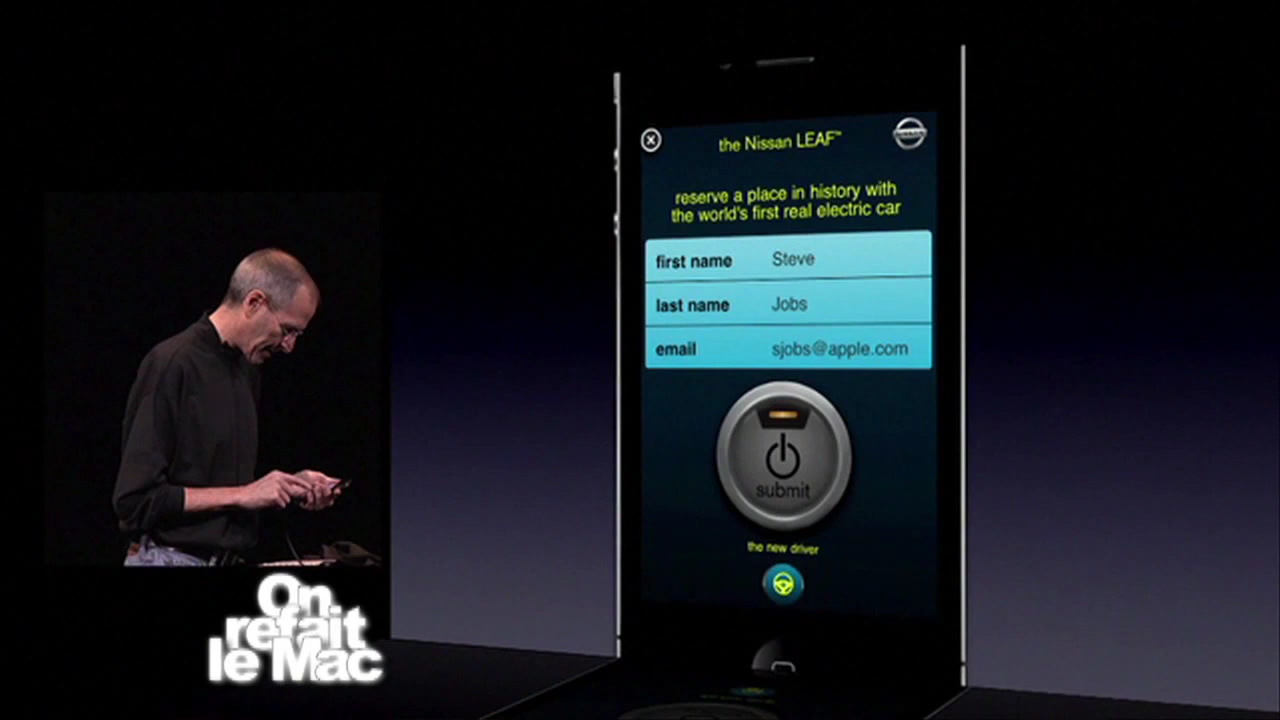 the Nissan LEAF™
NISSAN
reserve a place in history with
the world's first real electric car
first name Steve
last name Jobs
email sjobs@apple.com
submit
the new driver
On
refait
le Mac